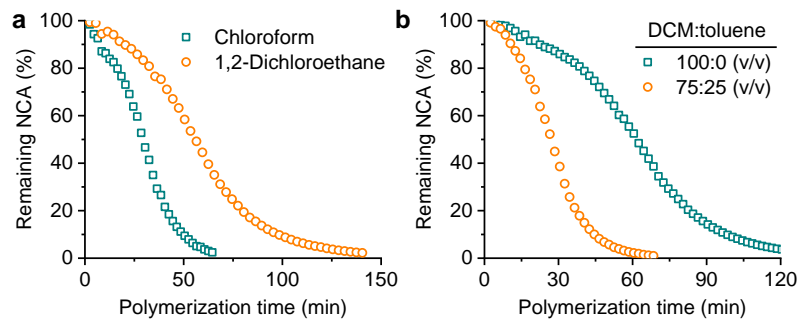 a
Chloroform
1,2-Dichloroethane
100
80
60
40
20
0
Remaining NCA (%)
0
50
100
150
Polymerization time (min)
b
DCM:toluene
100:0 (v/v)
75:25 (v/v)
100
80
60
40
20
0
Remaining NCA (%)
0
30
60
90
120
Polymerization time (min)